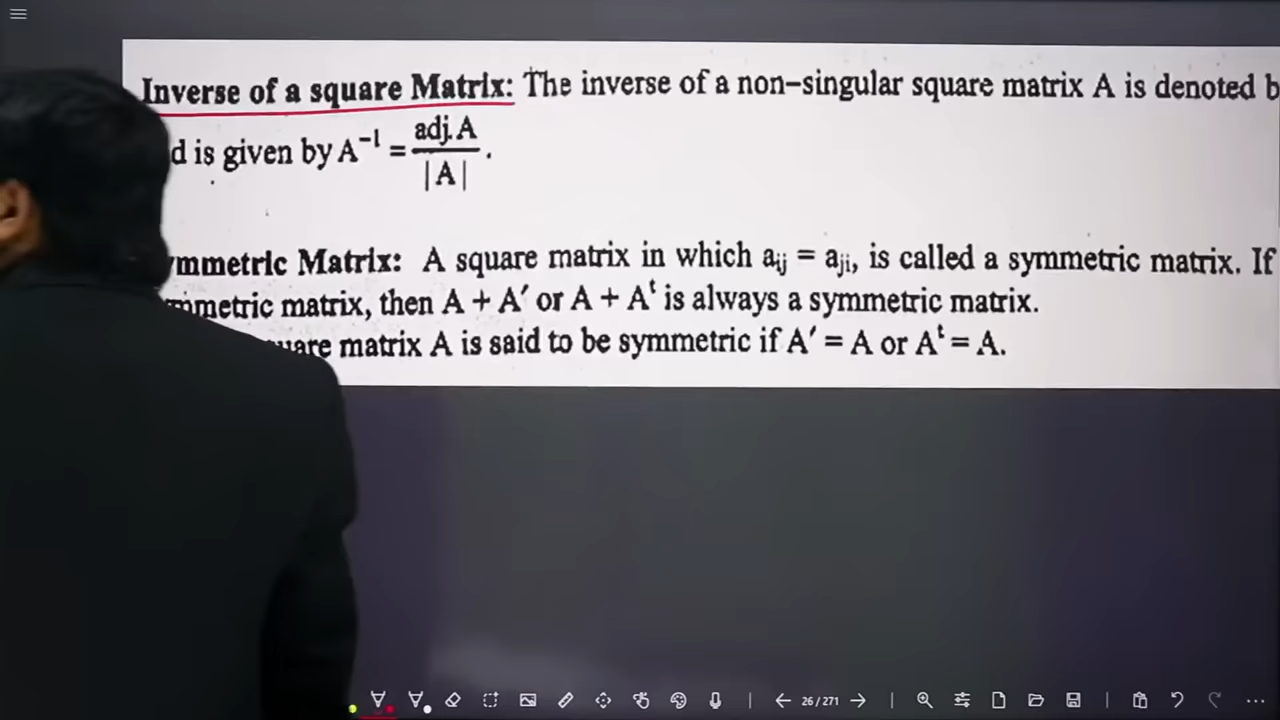 Inverse of a square Matrix: The inverse of a non-singular square matrix A is denoted b
d is given by A⁻¹ = adj.A / |A| .
mmetric Matrix: A square matrix in which aᵢⱼ = aⱼᵢ, is called a symmetric matrix. If
mmetric matrix, then A + A′ or A + Aᵗ is always a symmetric matrix.
uare matrix A is said to be symmetric if A′ = A or Aᵗ = A.
26/271